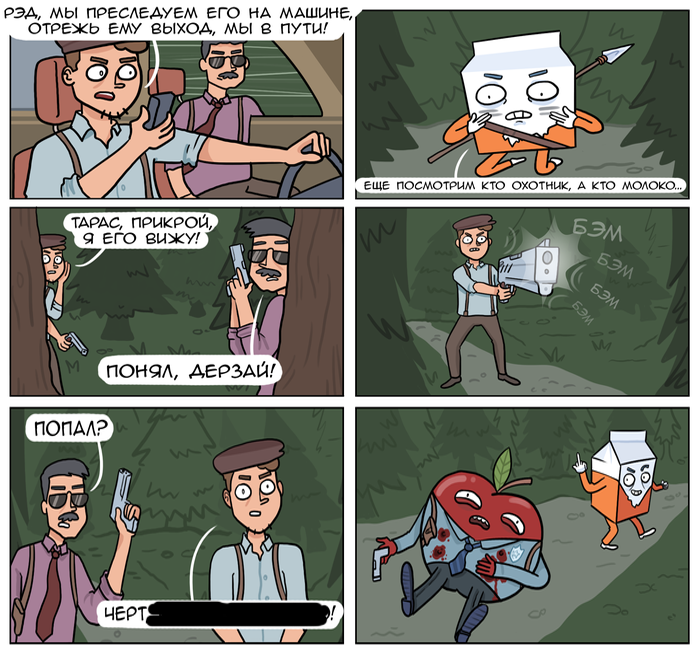 РЭД, МЫ ПРЕСЛЕДУЕМ ЕГО НА МАШИНЕ,
ОТРЕЖЬ ЕМУ ВЫХОД, МЫ В ПУТИ!
ЕЩЕ ПОСМОТРИМ КТО ОХОТНИК, А КТО МОЛОКО...
ТАРАС, ПРИКРОЙ,
Я ЕГО ВИЖУ!
ПОНЯЛ, ДЕРЗАЙ!
БЭМ
БЭМ
БЭМ
БЭМ
ПОПАЛ?
ЧЕРТ !